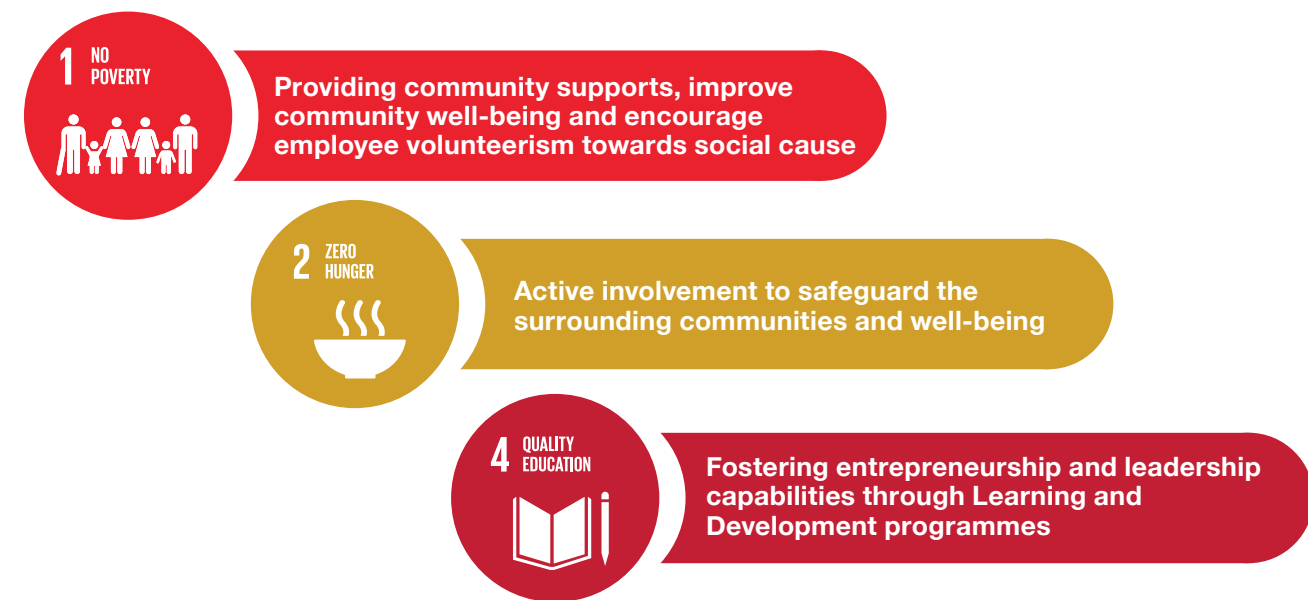 1 NO
POVERTY
Providing community supports, improve
community well-being and encourage
employee volunteerism towards social cause
2 ZERO
HUNGER
Active involvement to safeguard the
surrounding communities and well-being
4 QUALITY
EDUCATION
Fostering entrepreneurship and leadership
capabilities through Learning and
Development programmes